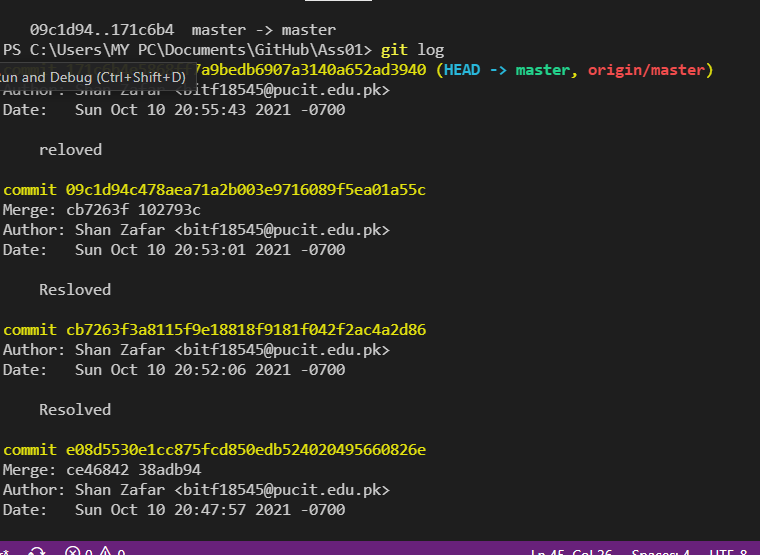 09c1d94..171c6b4  master -> master
PS C:\Users\MY PC\Documents\GitHub\Ass01> git log
7a9bedb6907a3140a652ad3940 (HEAD -> master, origin/master)
Run and Debug (Ctrl+Shift+D)
Author: Shan Zafar <bitf18545@pucit.edu.pk>
Date:   Sun Oct 10 20:55:43 2021 -0700
reloved
commit 09c1d94c478aea71a2b003e9716089f5ea01a55c
Merge: cb7263f 102793c
Author: Shan Zafar <bitf18545@pucit.edu.pk>
Date:   Sun Oct 10 20:53:01 2021 -0700
Resloved
commit cb7263f3a8115f9e18818f9181f042f2ac4a2d86
Author: Shan Zafar <bitf18545@pucit.edu.pk>
Date:   Sun Oct 10 20:52:06 2021 -0700
Resolved
commit e08d5530e1cc875fcd850edb524020495660826e
Merge: ce46842 38adb94
Author: Shan Zafar <bitf18545@pucit.edu.pk>
Date:   Sun Oct 10 20:47:57 2021 -0700
0 0 Ln 45, Col 26 Spaces: 4 UTF-8